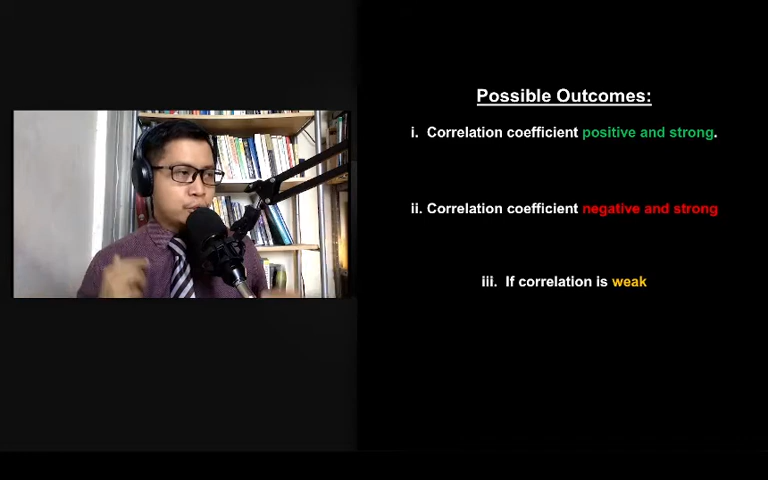 Possible Outcomes:
i. Correlation coefficient positive and strong.
ii. Correlation coefficient negative and strong
iii. If correlation is weak